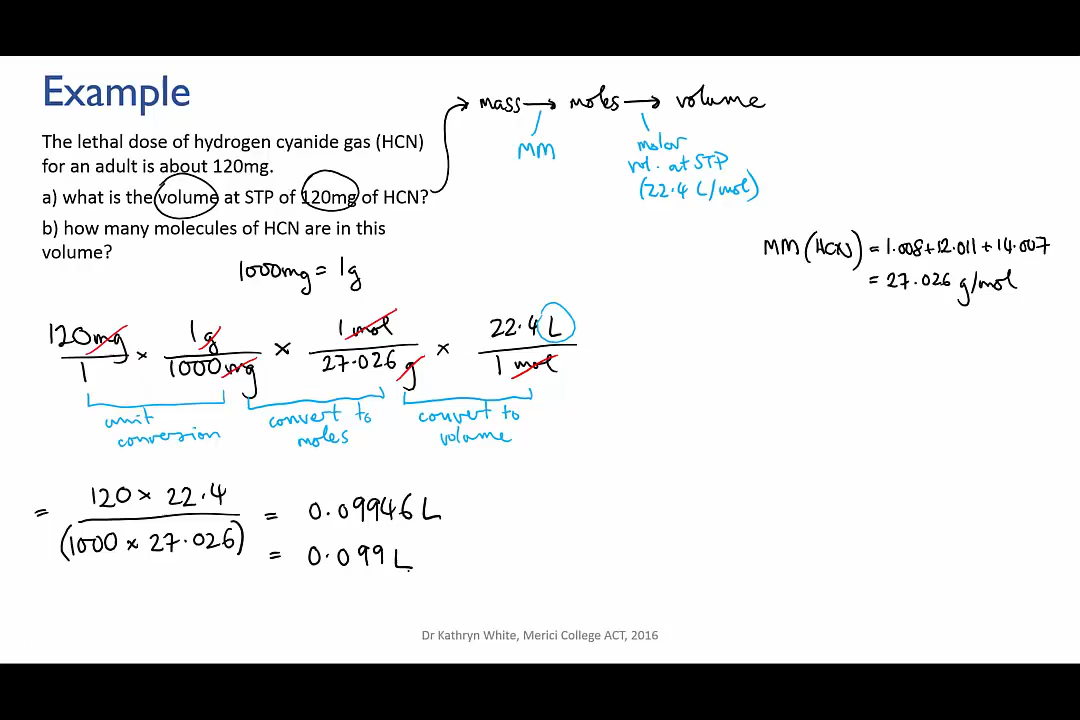 Example
The lethal dose of hydrogen cyanide gas (HCN)
for an adult is about 120mg.
a) what is the volume at STP of 120mg of HCN?
b) how many molecules of HCN are in this
volume?
mass → moles → volume
MM
molar
vol. at STP
(22.4 L/mol)
MM (HCN) = 1.008+12.011+14.007
= 27.026 g/mol
1000mg = 1g
120mg/1 × 1g/1000mg × 1mol/27.026g × 22.4L/1mol
unit
conversion
convert to
moles
convert to
volume
= 120 × 22.4/(1000 × 27.026) = 0.09946 L
= 0.099 L
Dr Kathryn White, Merici College ACT, 2016